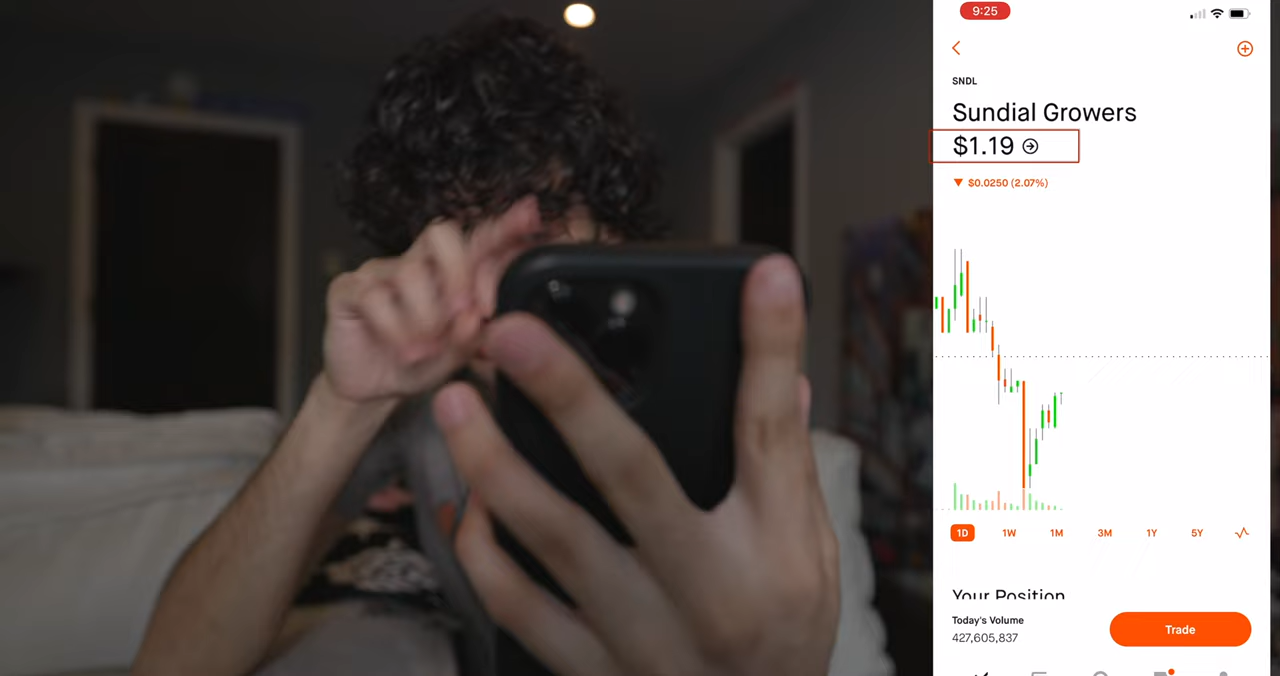 9:25
SNDL
Sundial Growers
$1.19
▼ $0.0250 (2.07%)
1D 1W 1M 3M 1Y 5Y
Your Position
Today's Volume
427,605,837
Trade